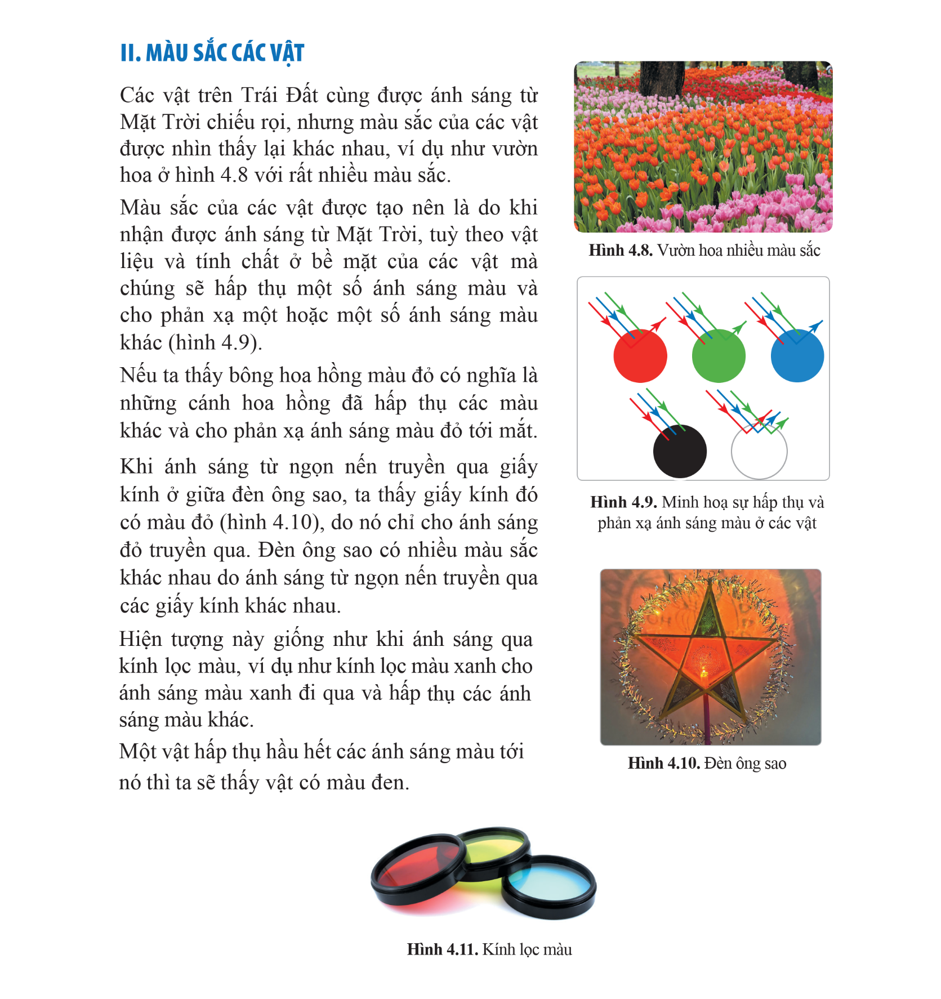 II. MÀU SẮC CÁC VẬT
Các vật trên Trái Đất cùng được ánh sáng từ
Mặt Trời chiếu rọi, nhưng màu sắc của các vật
được nhìn thấy lại khác nhau, ví dụ như vườn
hoa ở hình 4.8 với rất nhiều màu sắc.
Màu sắc của các vật được tạo nên là do khi
nhận được ánh sáng từ Mặt Trời, tuỳ theo vật
liệu và tính chất ở bề mặt của các vật mà
chúng sẽ hấp thụ một số ánh sáng màu và
cho phản xạ một hoặc một số ánh sáng màu
khác (hình 4.9).
Nếu ta thấy bông hoa hồng màu đỏ có nghĩa là
những cánh hoa hồng đã hấp thụ các màu
khác và cho phản xạ ánh sáng màu đỏ tới mắt.
Khi ánh sáng từ ngọn nến truyền qua giấy
kính ở giữa đèn ông sao, ta thấy giấy kính đó
có màu đỏ (hình 4.10), do nó chỉ cho ánh sáng
đỏ truyền qua. Đèn ông sao có nhiều màu sắc
khác nhau do ánh sáng từ ngọn nến truyền qua
các giấy kính khác nhau.
Hiện tượng này giống như khi ánh sáng qua
kính lọc màu, ví dụ như kính lọc màu xanh cho
ánh sáng màu xanh đi qua và hấp thụ các ánh
sáng màu khác.
Một vật hấp thụ hầu hết các ánh sáng màu tới
nó thì ta sẽ thấy vật có màu đen.
Hình 4.8. Vườn hoa nhiều màu sắc
Hình 4.9. Minh hoạ sự hấp thụ và
phản xạ ánh sáng màu ở các vật
Hình 4.10. Đèn ông sao
Hình 4.11. Kính lọc màu